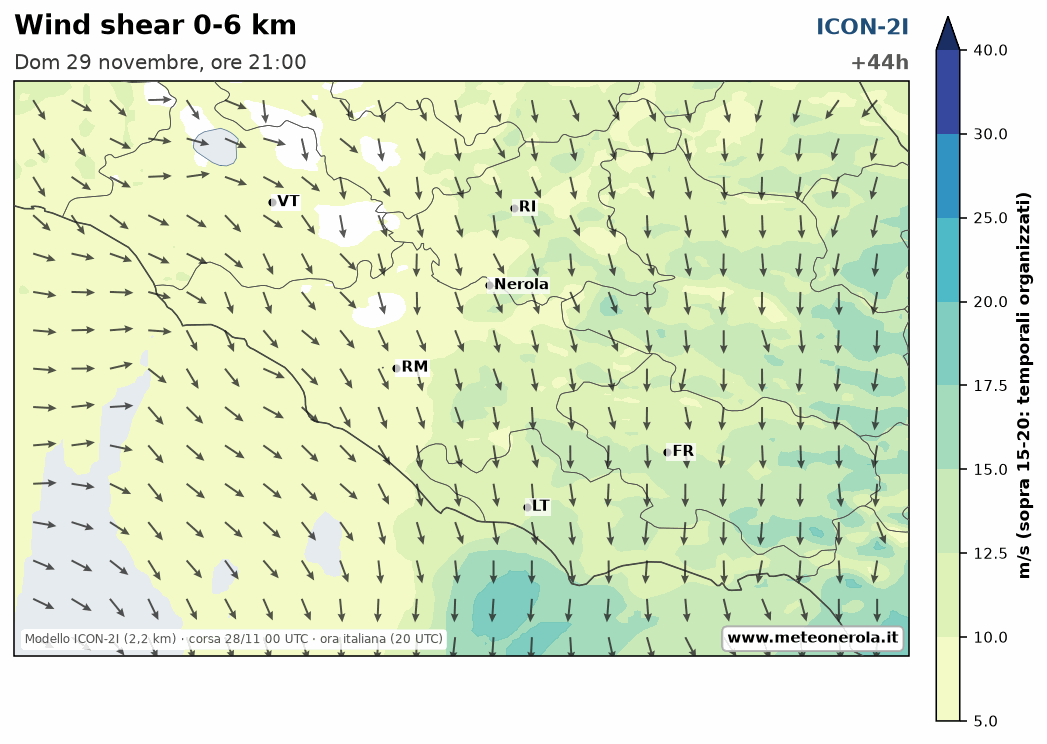 Wind shear 0-6 km
ICON-2I
Dom 29 novembre, ore 21:00
+44h
VT
RI
Nerola
RM
FR
LT
Modello ICON-2I (2,2 km) · corsa 28/11 00 UTC · ora italiana (20 UTC)
www.meteonerola.it
40.0
30.0
25.0
20.0
17.5
15.0
12.5
10.0
5.0
m/s (sopra 15-20: temporali organizzati)